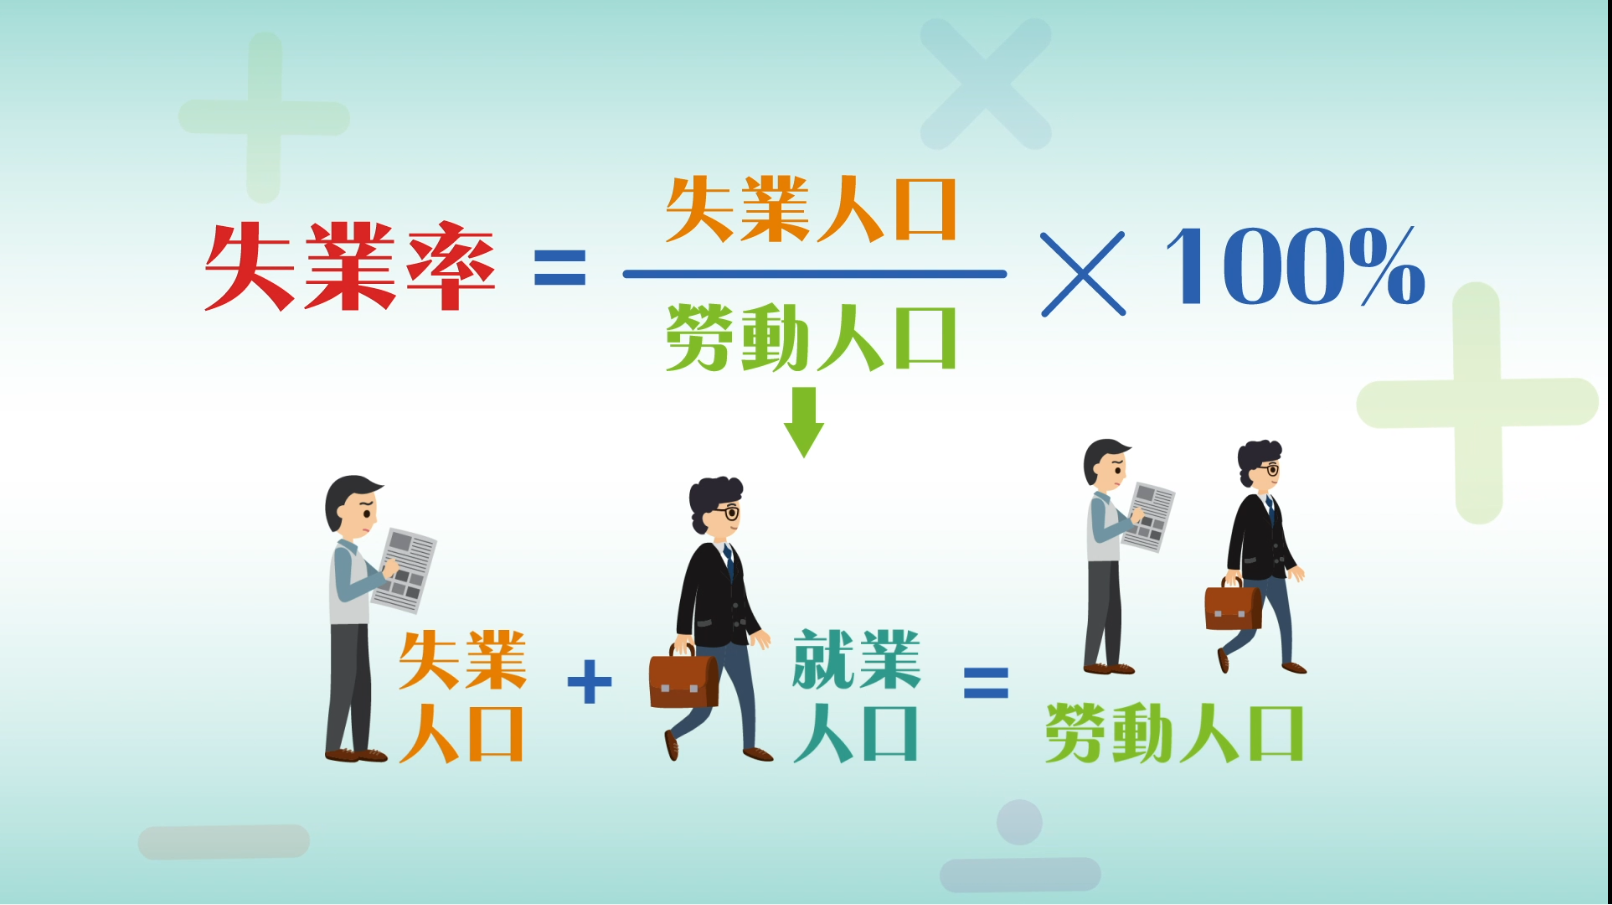 失業率 = 失業人口 × 100%
勞動人口
失業 + 就業 =
人口 人口 勞動人口